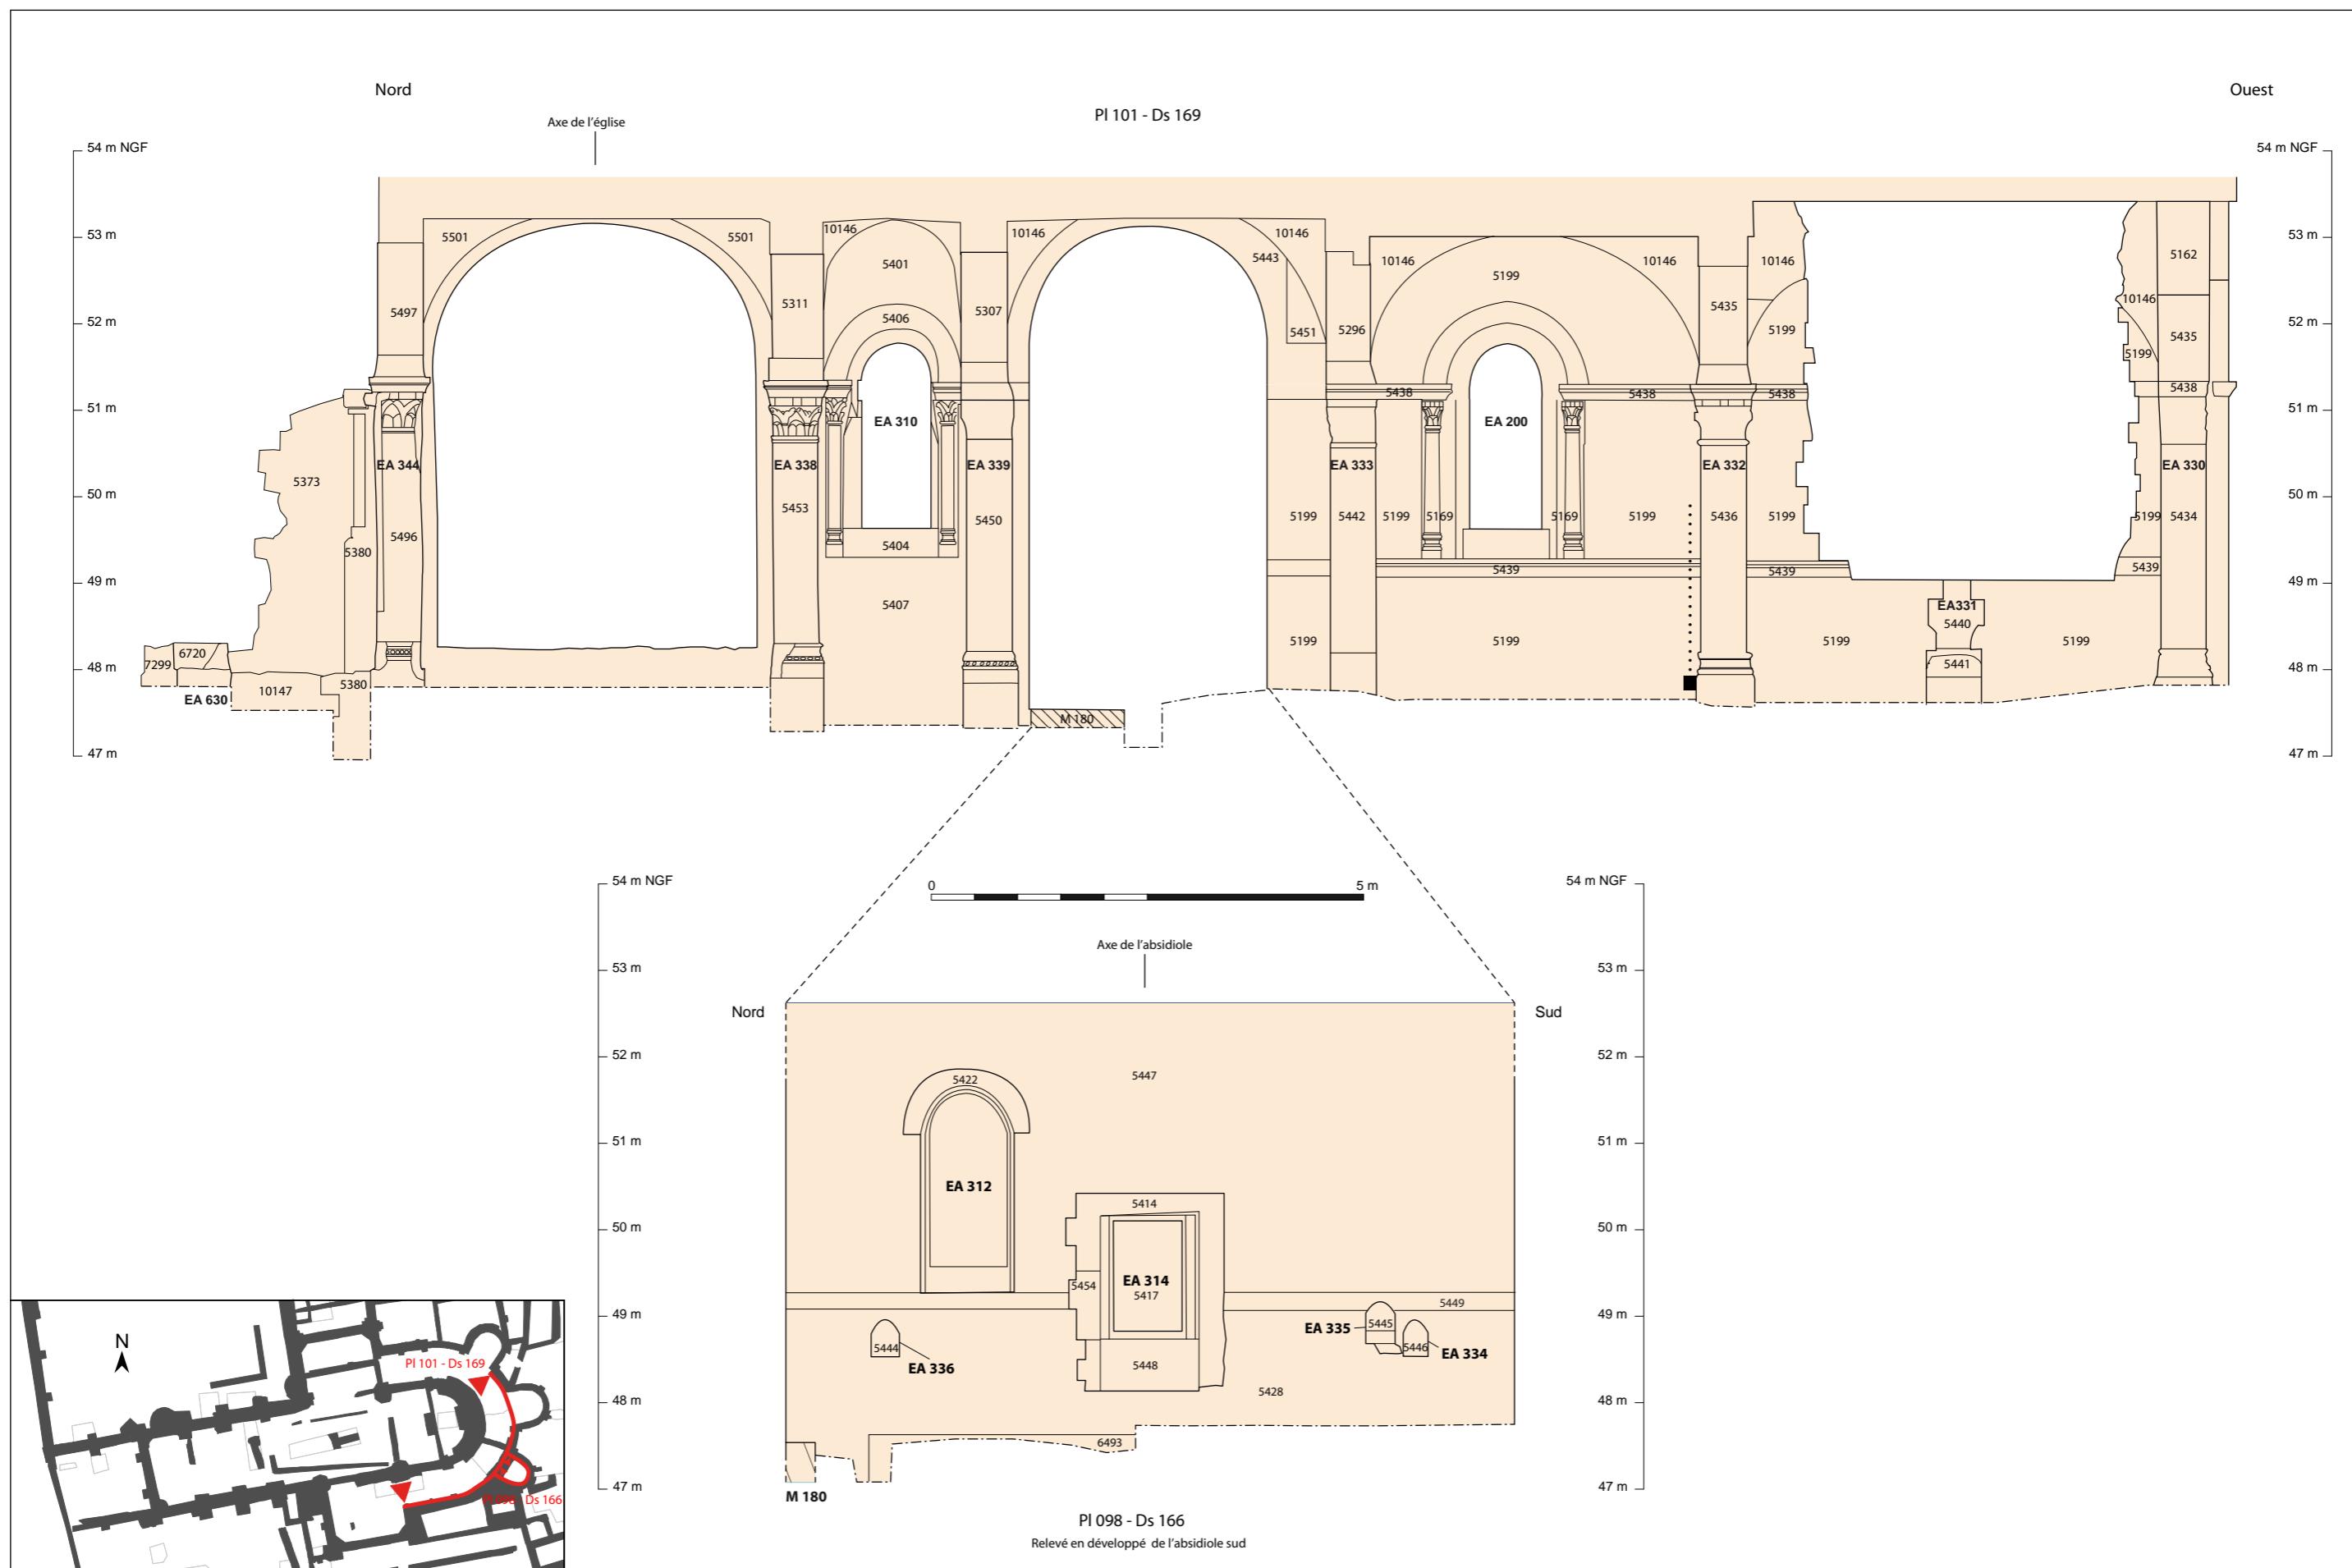 Nord
Ouest
Pl 101 - Ds 169
Axe de l'église
54 m NGF
54 m NGF
53 m
53 m
52 m
52 m
51 m
51 m
50 m
50 m
49 m
49 m
48 m
48 m
47 m
47 m
5501
5501
10146
10146
10146
10146
10146
10146
10146
5401
5443
5199
5162
5497
5311
5406
5307
5451
5296
5435
5199
5435
5199
5438
5438
5438
5438
EA 310
EA 200
EA 344
EA 338
EA 339
EA 333
EA 332
EA 330
5373
5453
5450
5496
5380
5404
5199
5442
5199
5169
5169
5199
5436
5199
5199
5434
5439
5439
5439
5407
5199
5199
5199
EA331
5440
5441
5199
7299
6720
10147
5380
EA 630
M 180
0
5 m
Axe de l'absidiole
54 m NGF
54 m NGF
53 m
53 m
52 m
52 m
51 m
51 m
50 m
50 m
49 m
49 m
48 m
48 m
47 m
47 m
Nord
Sud
5422
5447
EA 312
5414
5454
EA 314
5417
5449
EA 335
5445
5446
EA 334
5444
EA 336
5448
5428
6493
M 180
Pl 098 - Ds 166
Relevé en développé de l'absidiole sud
N
Pl 101 - Ds 169
Pl 098 - Ds 166